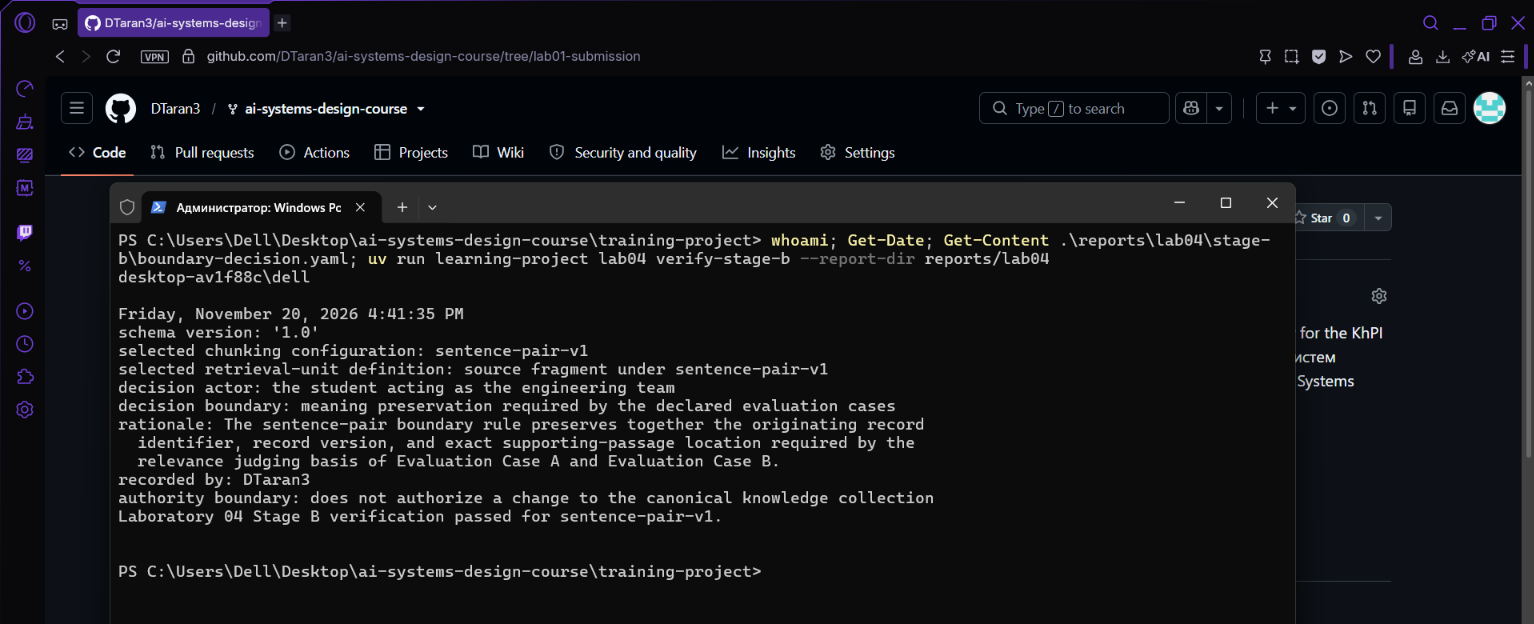 DTaran3/ai-systems-desig
VPN
github.com/DTaran3/ai-systems-design-course/tree/lab01-submission
AI
DTaran3 / ai-systems-design-course
Type / to search
Code Pull requests Actions Projects Wiki Security and quality Insights Settings
Администратор: Windows Pc
Star 0
PS C:\Users\Dell\Desktop\ai-systems-design-course\training-project> whoami; Get-Date; Get-Content .\reports\lab04\stage-
b\boundary-decision.yaml; uv run learning-project lab04 verify-stage-b --report-dir reports/lab04
desktop-av1f88c\dell
Friday, November 20, 2026 4:41:35 PM
schema version: '1.0'
selected chunking configuration: sentence-pair-v1
selected retrieval-unit definition: source fragment under sentence-pair-v1
decision actor: the student acting as the engineering team
decision boundary: meaning preservation required by the declared evaluation cases
rationale: The sentence-pair boundary rule preserves together the originating record
identifier, record version, and exact supporting-passage location required by the
relevance judging basis of Evaluation Case A and Evaluation Case B.
recorded by: DTaran3
authority boundary: does not authorize a change to the canonical knowledge collection
Laboratory 04 Stage B verification passed for sentence-pair-v1.
PS C:\Users\Dell\Desktop\ai-systems-design-course\training-project>
for the KhPI
истем
Systems